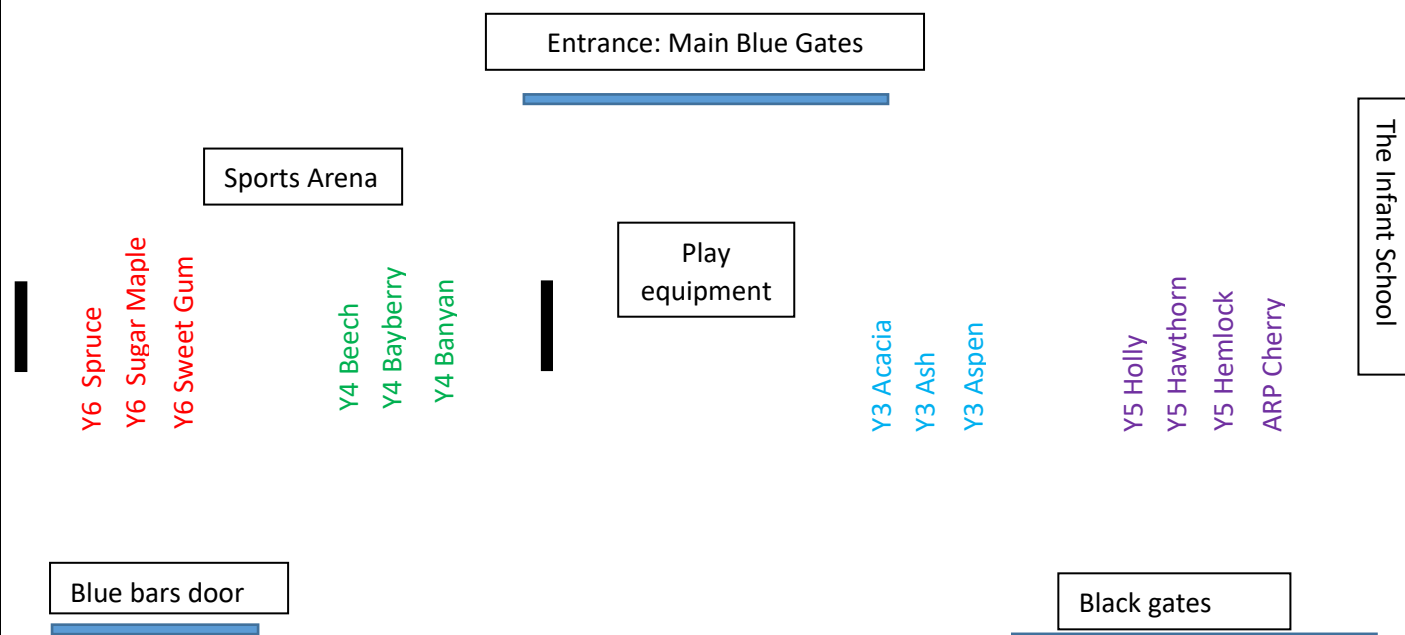 Entrance: Main Blue Gates
Sports Arena
The Infant School
Play
equipment
Y6 Spruce
Y6 Sugar Maple
Y6 Sweet Gum
Y4 Beech
Y4 Bayberry
Y4 Banyan
Y3 Acacia
Y3 Ash
Y3 Aspen
Y5 Holly
Y5 Hawthorn
Y5 Hemlock
ARP Cherry
Blue bars door
Black gates